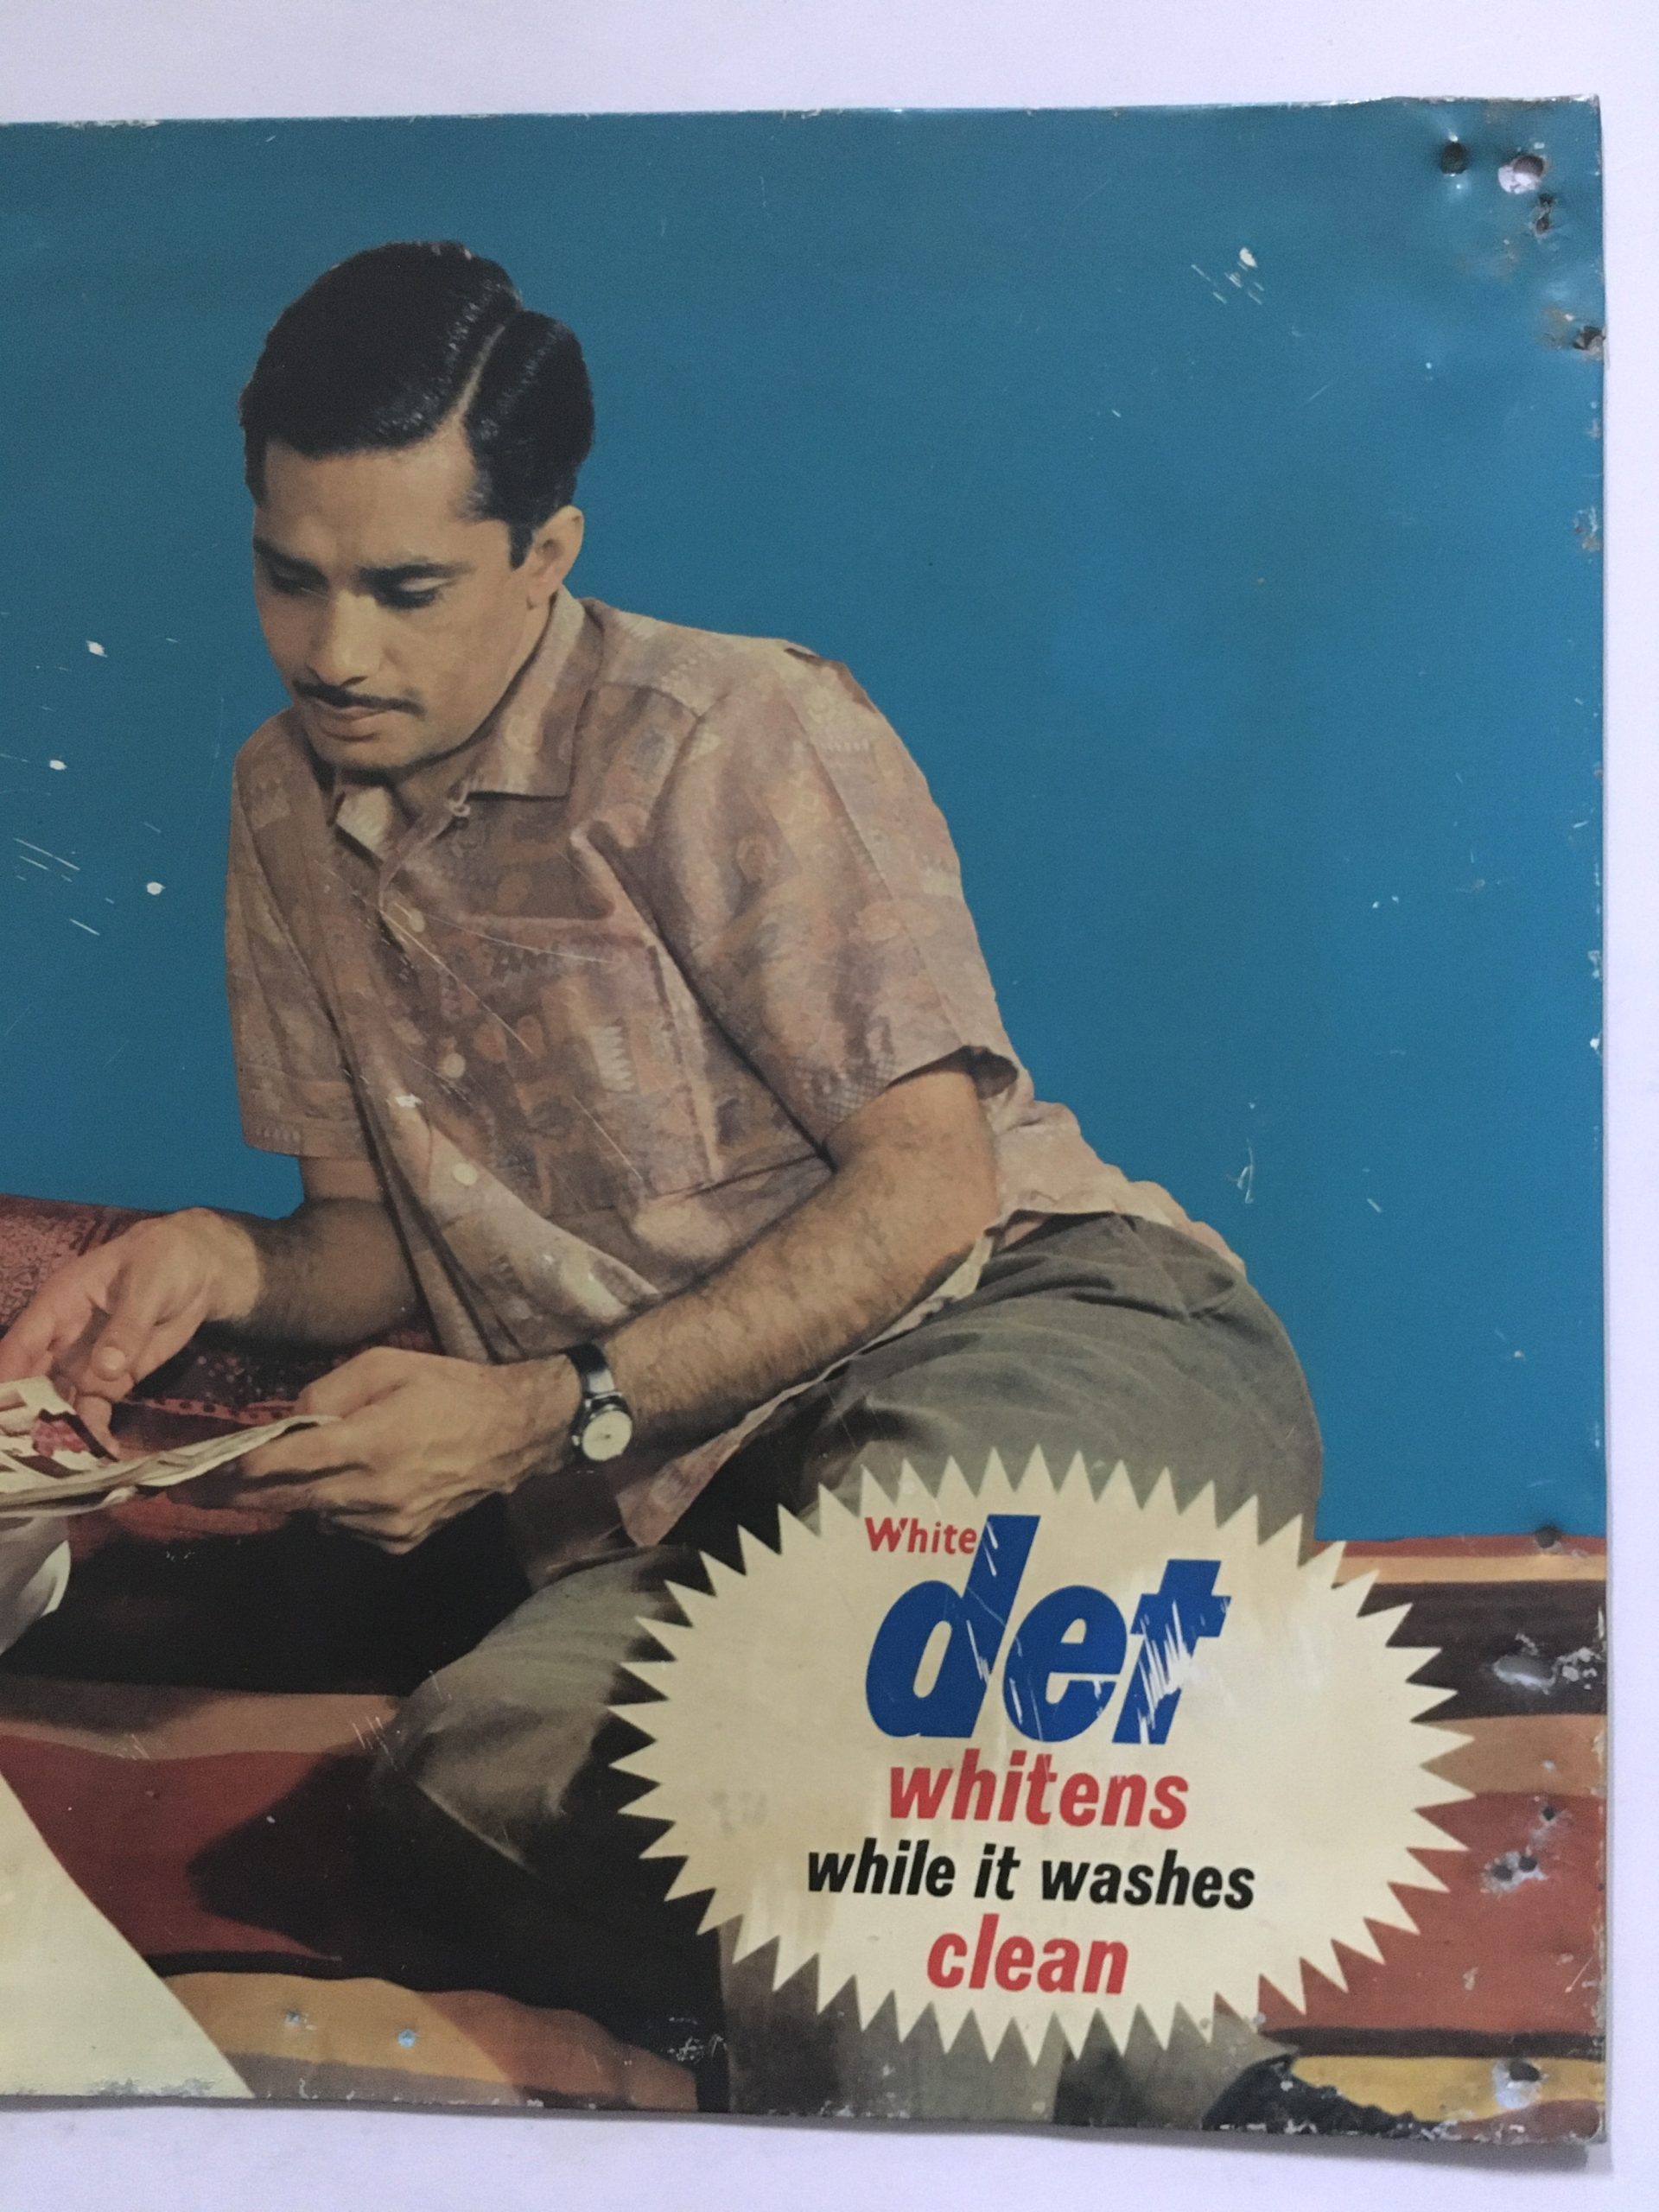 White
det
whitens
while it washes
clean